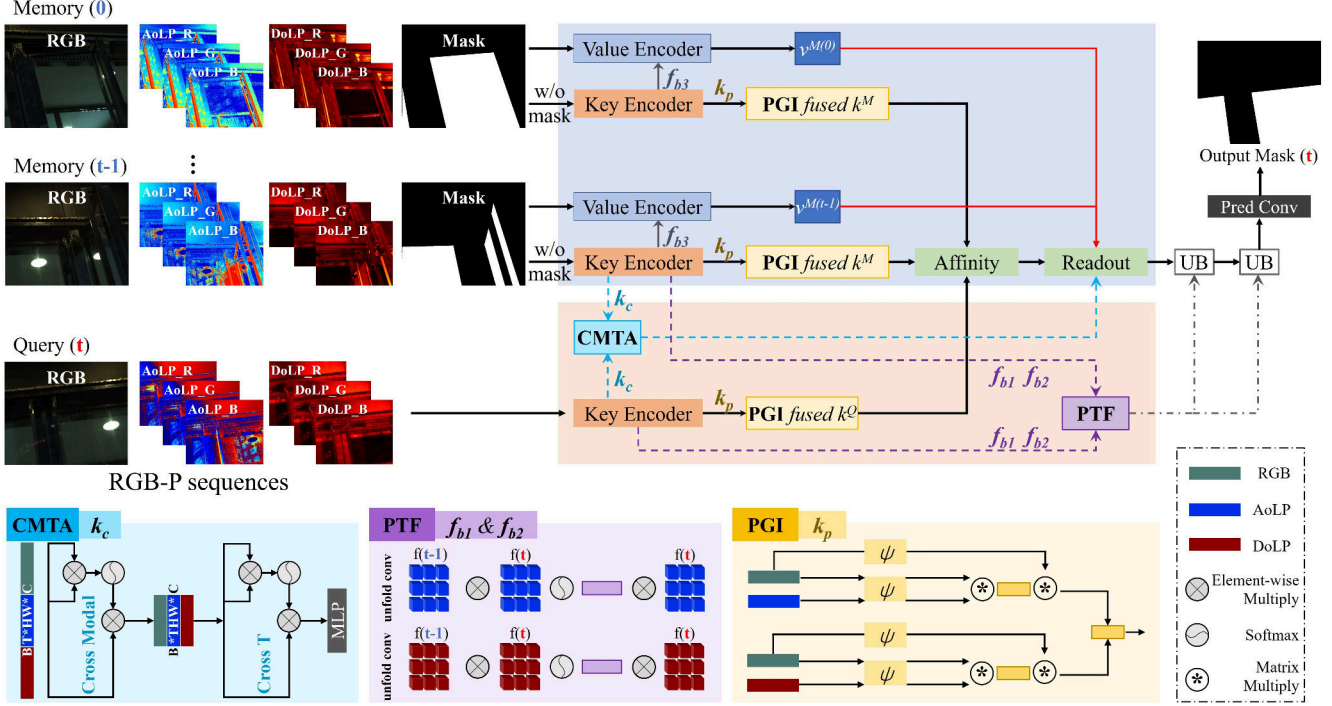 Memory (0)
RGB
AoLP_R
AoLP_G
AoLP_B
DoLP_R
DoLP_G
DoLP_B
Mask
w/o
mask
Value Encoder
v^M(0)
f_b3
Key Encoder
k_p
PGI fused k^M
Memory (t-1)
RGB
AoLP_R
AoLP_G
AoLP_B
DoLP_R
DoLP_G
DoLP_B
Mask
w/o
mask
Value Encoder
v^M(t-1)
f_b3
Key Encoder
k_p
PGI fused k^M
Affinity
Readout
UB
UB
Pred Conv
Output Mask (t)
k_c
CMTA
k_c
Query (t)
RGB
AoLP_R
AoLP_G
AoLP_B
DoLP_R
DoLP_G
DoLP_B
Key Encoder
k_p
PGI fused k^Q
f_b1 f_b2
PTF
f_b1 f_b2
RGB-P sequences
CMTA k_c
B T*HW* C
Cross Modal
B *THW* C
Cross T
MLP
PTF f_b1 & f_b2
unfold conv
f(t-1)
f(t)
f(t)
unfold conv
f(t-1)
f(t)
f(t)
PGI k_p
ψ
ψ
ψ
ψ
RGB
AoLP
DoLP
Element-wise
Multiply
Softmax
Matrix
Multiply